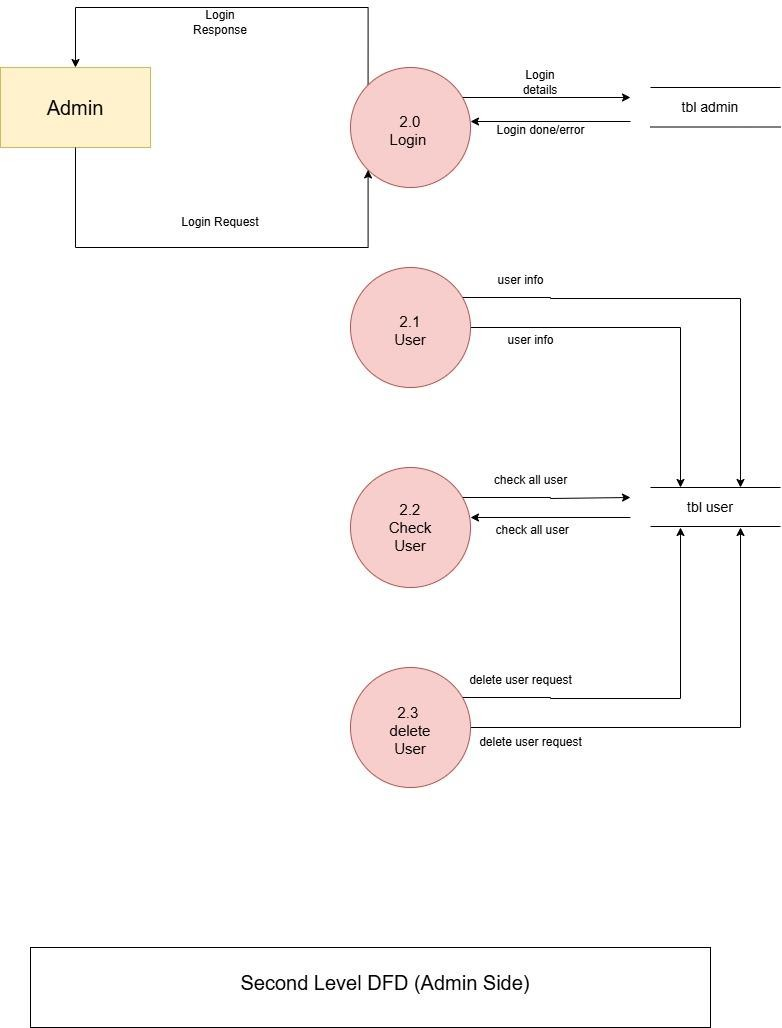 Login
Response
Admin
2.0
Login
Login
details
Login done/error
tbl admin
Login Request
2.1
User
user info
user info
2.2
Check
User
check all user
check all user
tbl user
2.3
delete
User
delete user request
delete user request
Second Level DFD (Admin Side)